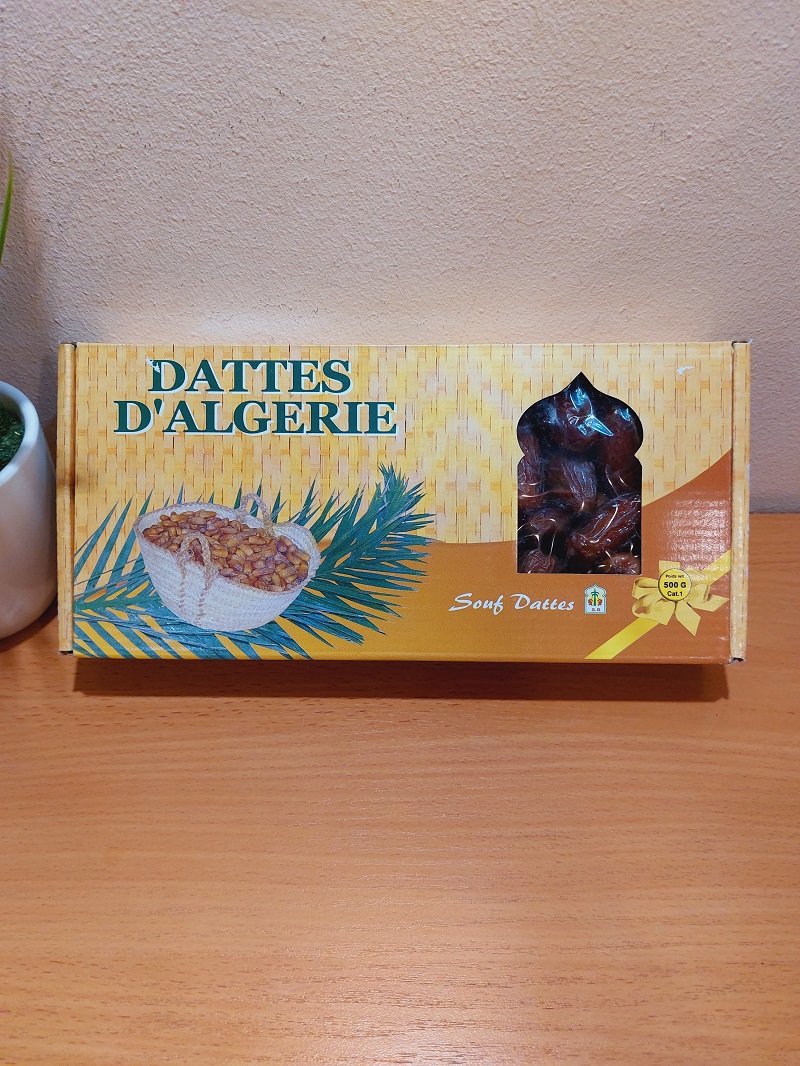 DATTES
D'ALGERIE
Souf Dattes
S.D
Poids net
500 G
Cat.1